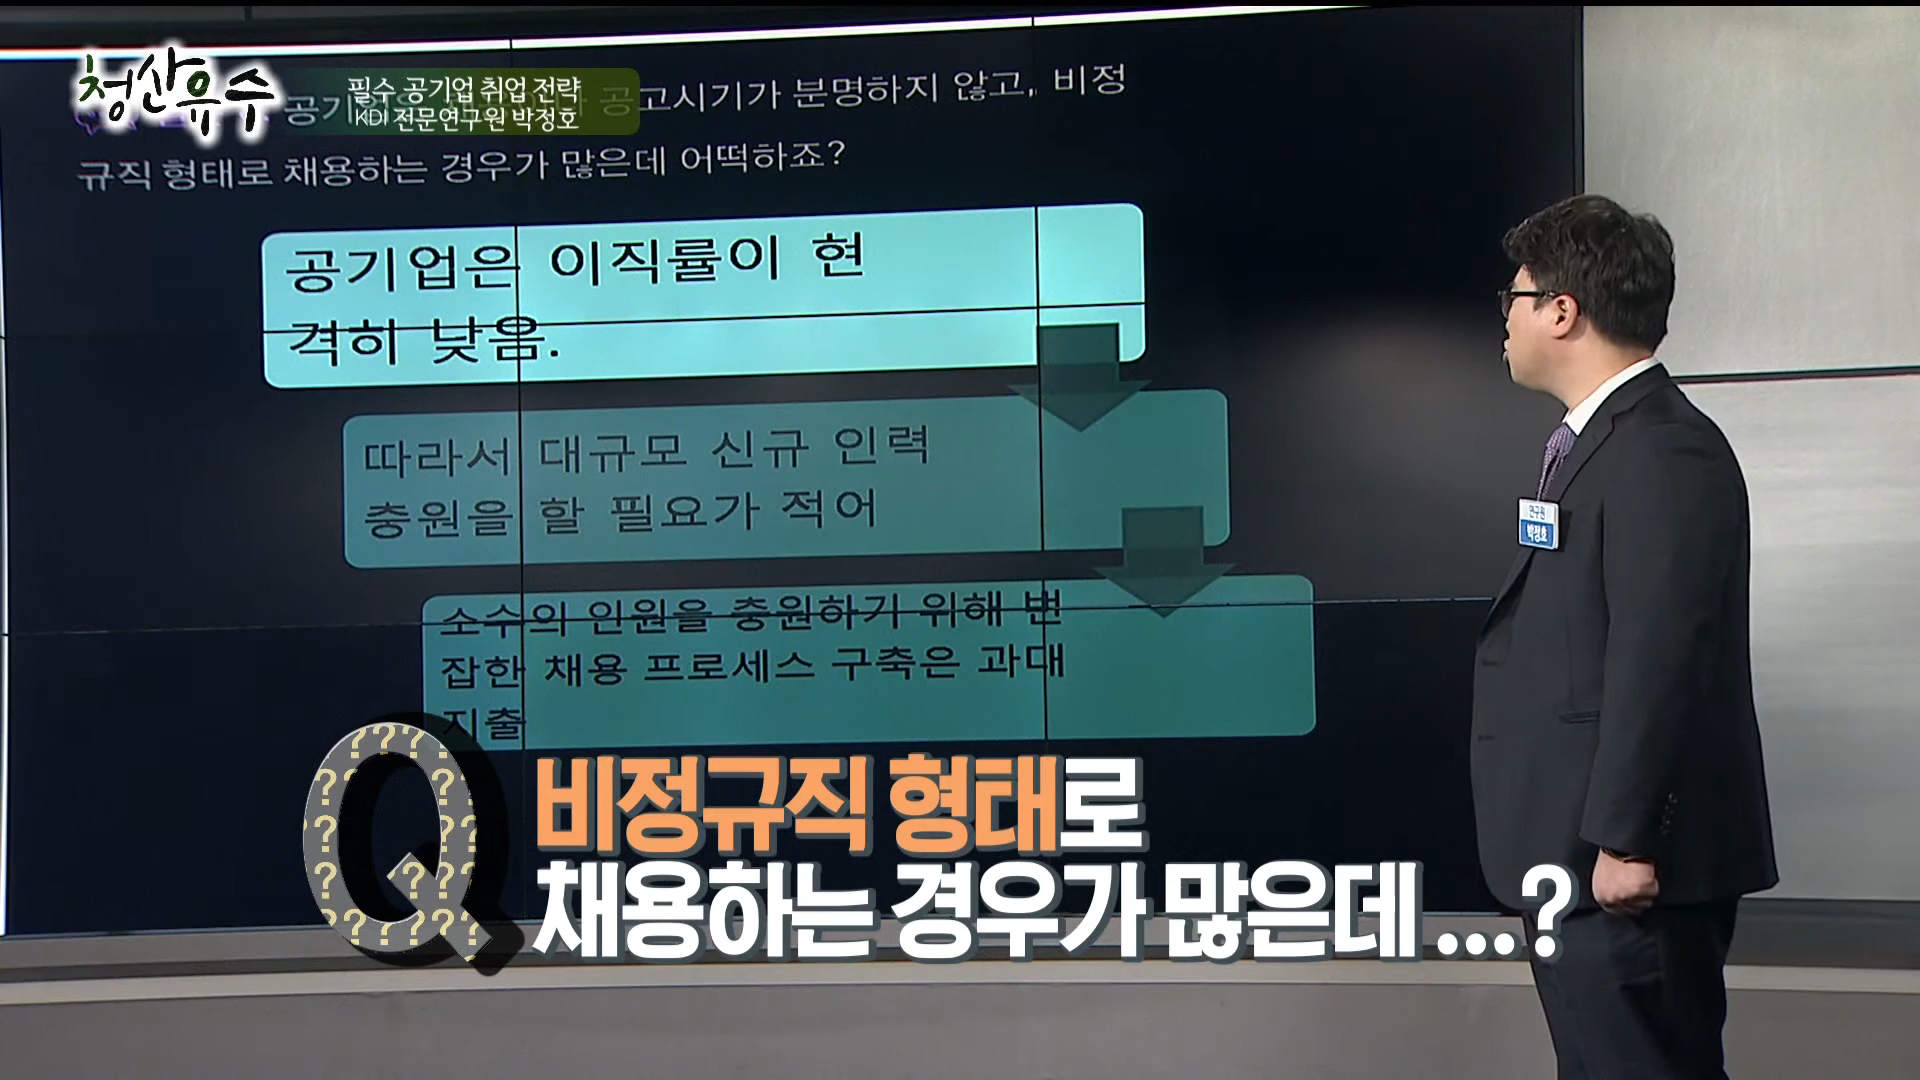 청산유수
필수 공기업 취업 전략
KDI 전문연구원 박정호
공고시기가 분명하지 않고, 비정
규직 형태로 채용하는 경우가 많은데 어떡하죠?
공기업은 이직률이 현
격히 낮음.
따라서 대규모 신규 인력
충원을 할 필요가 적어
소수의 인원을 충원하기 위해 번
잡한 채용 프로세스 구축은 과대
지출
연구원
박정호
Q 비정규직 형태로
채용하는 경우가 많은데...?